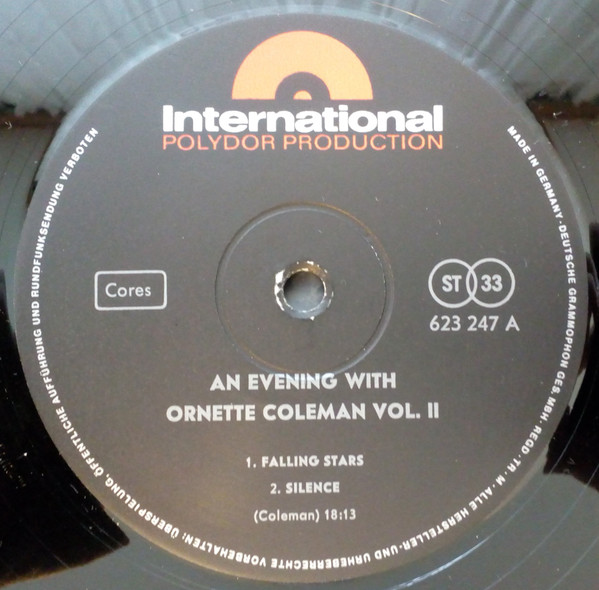 International
POLYDOR PRODUCTION
MADE IN GERMANY · DEUTSCHE GRAMMOPHON GES. MBH · REGD · TR · M · ALLE HERSTELLER- UND URHEBERRECHTE VORBEHALTEN: ÜBERSPIELUNG, ÖFFENTLICHE AUFFÜHRUNG UND RUNDFUNKSENDUNG VERBOTEN
Cores
ST 33
623 247 A
AN EVENING WITH
ORNETTE COLEMAN VOL. II
1. FALLING STARS
2. SILENCE
(Coleman) 18:13